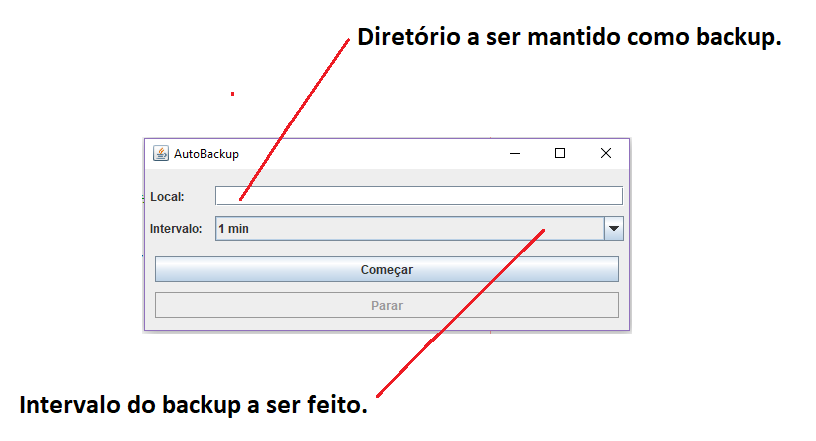 Diretório a ser mantido como backup.
AutoBackup
Local:
Intervalo: 1 min
Começar
Parar
Intervalo do backup a ser feito.